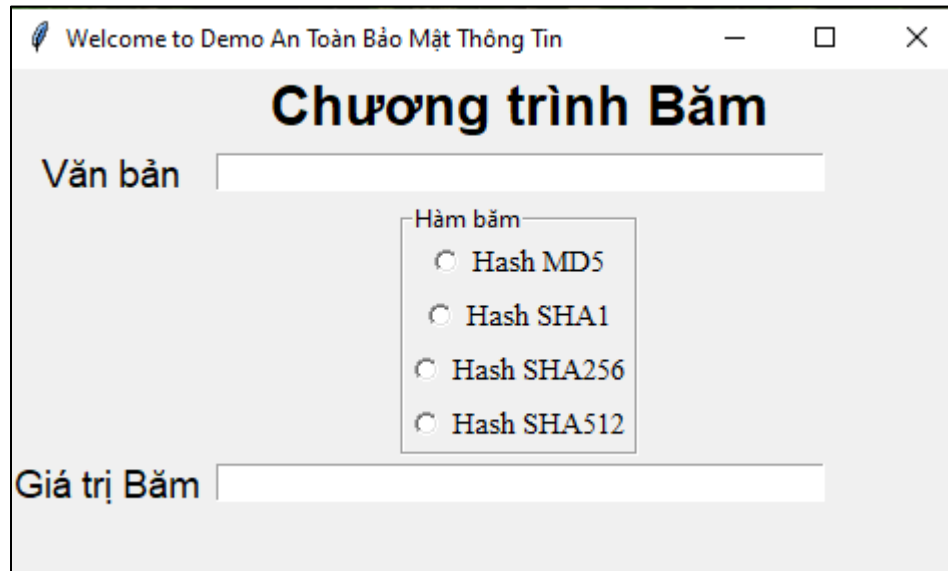 Welcome to Demo An Toàn Bảo Mật Thông Tin
Chương trình Băm
Văn bản
Hàm băm
Hash MD5
Hash SHA1
Hash SHA256
Hash SHA512
Giá trị Băm